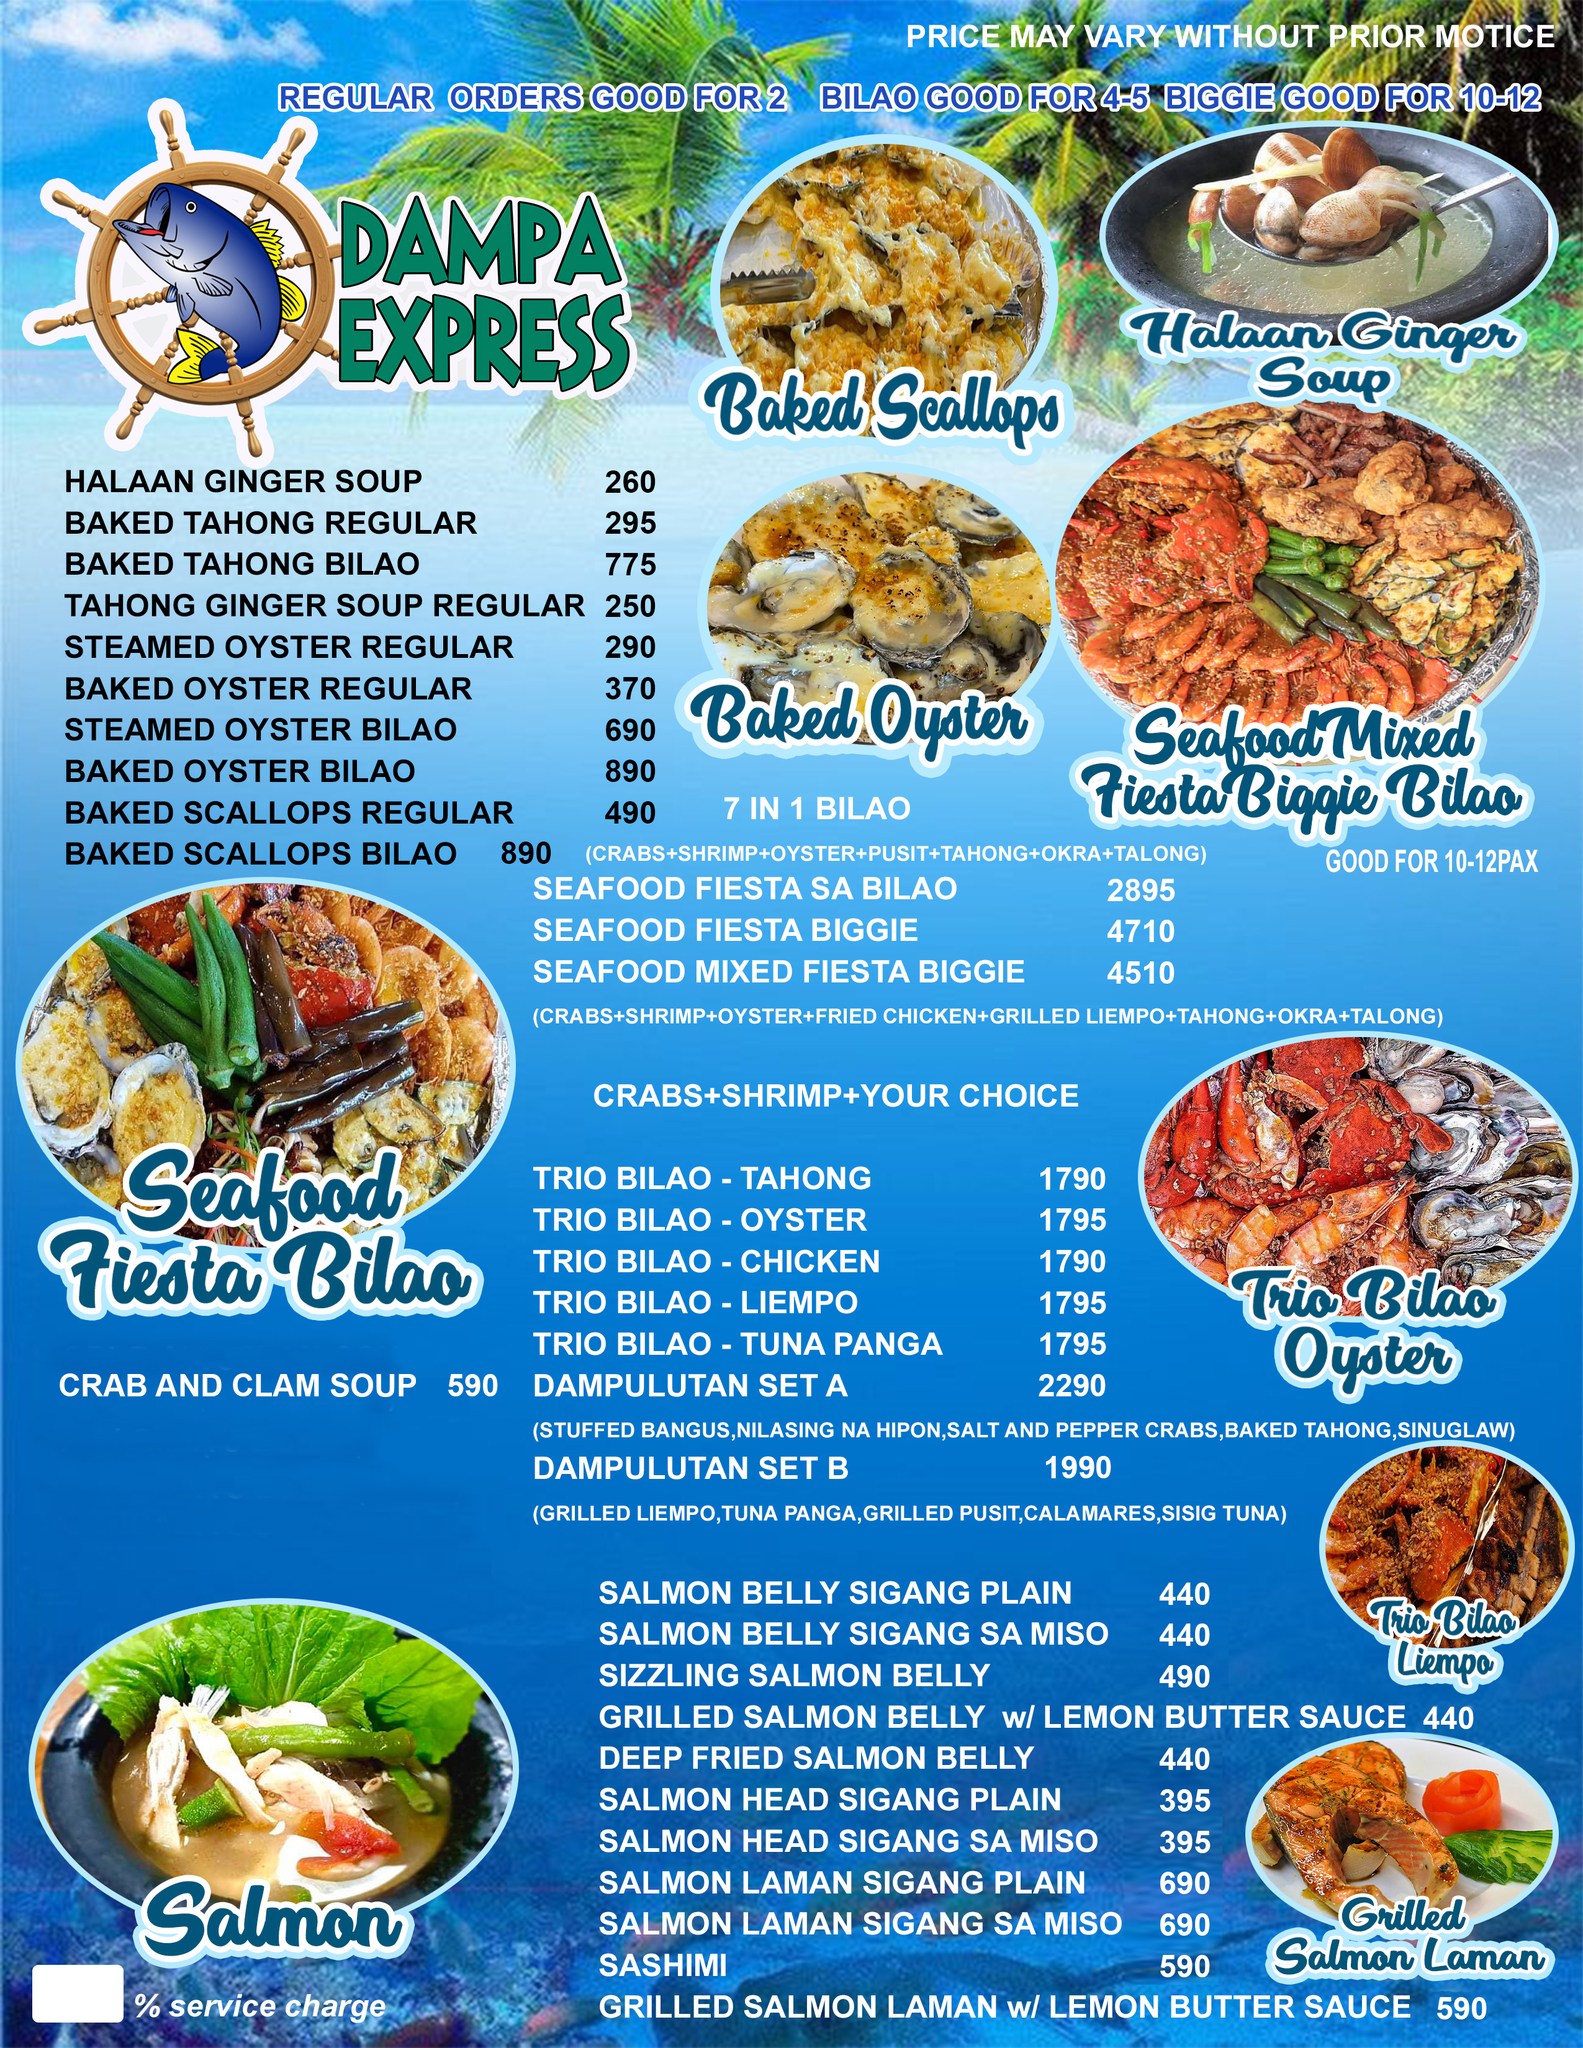 PRICE MAY VARY WITHOUT PRIOR MOTICE
REGULAR ORDERS GOOD FOR 2 BILAO GOOD FOR 4-5 BIGGIE GOOD FOR 10-12
DAMPA
EXPRESS
Baked Scallops
Halaan Ginger
Soup
HALAAN GINGER SOUP 260
BAKED TAHONG REGULAR 295
BAKED TAHONG BILAO 775
TAHONG GINGER SOUP REGULAR 250
STEAMED OYSTER REGULAR 290
BAKED OYSTER REGULAR 370
STEAMED OYSTER BILAO 690
BAKED OYSTER BILAO 890
BAKED SCALLOPS REGULAR 490
BAKED SCALLOPS BILAO 890
Baked Oyster
Seafood Mixed
Fiesta Biggie Bilao
GOOD FOR 10-12PAX
7 IN 1 BILAO
(CRABS+SHRIMP+OYSTER+PUSIT+TAHONG+OKRA+TALONG)
SEAFOOD FIESTA SA BILAO 2895
SEAFOOD FIESTA BIGGIE 4710
SEAFOOD MIXED FIESTA BIGGIE 4510
(CRABS+SHRIMP+OYSTER+FRIED CHICKEN+GRILLED LIEMPO+TAHONG+OKRA+TALONG)
Seafood
Fiesta Bilao
CRAB AND CLAM SOUP 590
CRABS+SHRIMP+YOUR CHOICE
TRIO BILAO - TAHONG 1790
TRIO BILAO - OYSTER 1795
TRIO BILAO - CHICKEN 1790
TRIO BILAO - LIEMPO 1795
TRIO BILAO - TUNA PANGA 1795
DAMPULUTAN SET A 2290
(STUFFED BANGUS,NILASING NA HIPON,SALT AND PEPPER CRABS,BAKED TAHONG,SINUGLAW)
DAMPULUTAN SET B 1990
(GRILLED LIEMPO,TUNA PANGA,GRILLED PUSIT,CALAMARES,SISIG TUNA)
Trio Bilao
Oyster
Trio Bilao
Liempo
SALMON BELLY SIGANG PLAIN 440
SALMON BELLY SIGANG SA MISO 440
SIZZLING SALMON BELLY 490
GRILLED SALMON BELLY w/ LEMON BUTTER SAUCE 440
DEEP FRIED SALMON BELLY 440
SALMON HEAD SIGANG PLAIN 395
SALMON HEAD SIGANG SA MISO 395
SALMON LAMAN SIGANG PLAIN 690
SALMON LAMAN SIGANG SA MISO 690
SASHIMI 590
GRILLED SALMON LAMAN w/ LEMON BUTTER SAUCE 590
Grilled
Salmon Laman
Salmon
% service charge